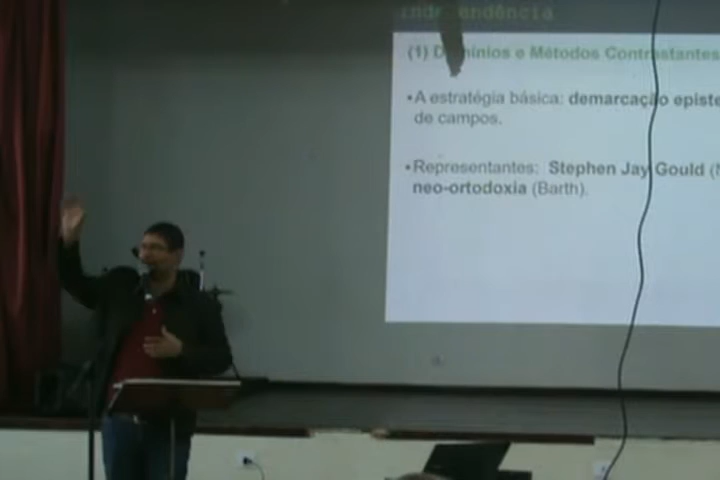 (1) Domínios e Métodos Contrastantes
•A estratégia básica: demarcação episte
de campos.
•Representantes: Stephen Jay Gould (
neo-ortodoxia (Barth).